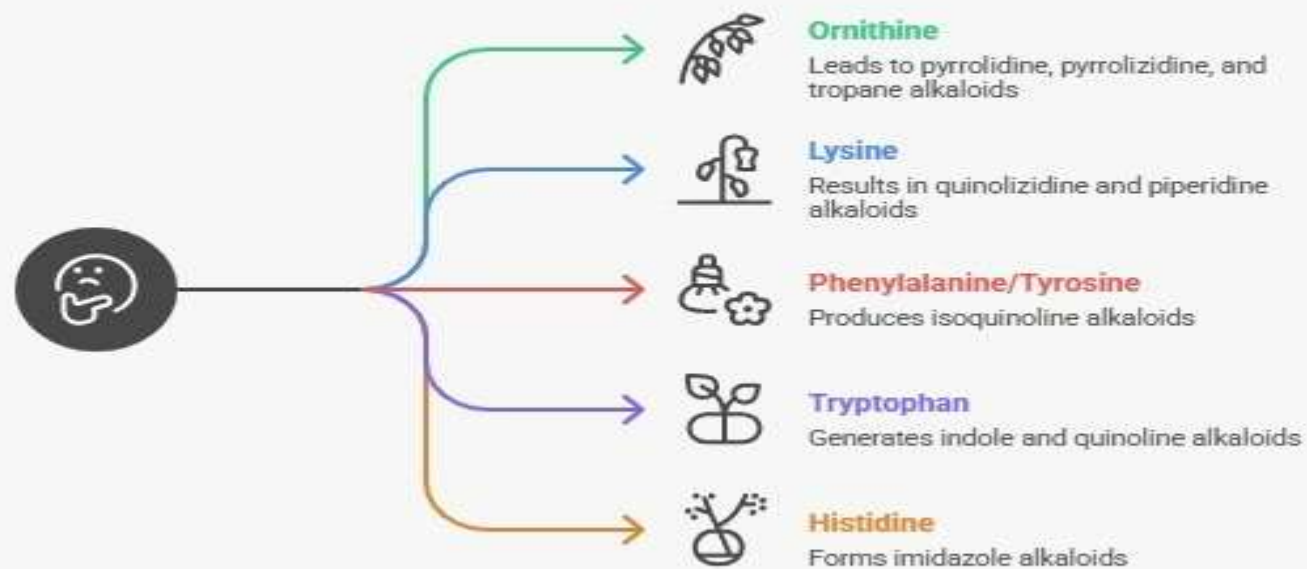 Ornithine
Leads to pyrrolidine, pyrrolizidine, and
tropane alkaloids
Lysine
Results in quinolizidine and piperidine
alkaloids
Phenylalanine/Tyrosine
Produces isoquinoline alkaloids
Tryptophan
Generates indole and quinoline alkaloids
Histidine
Forms imidazole alkaloids